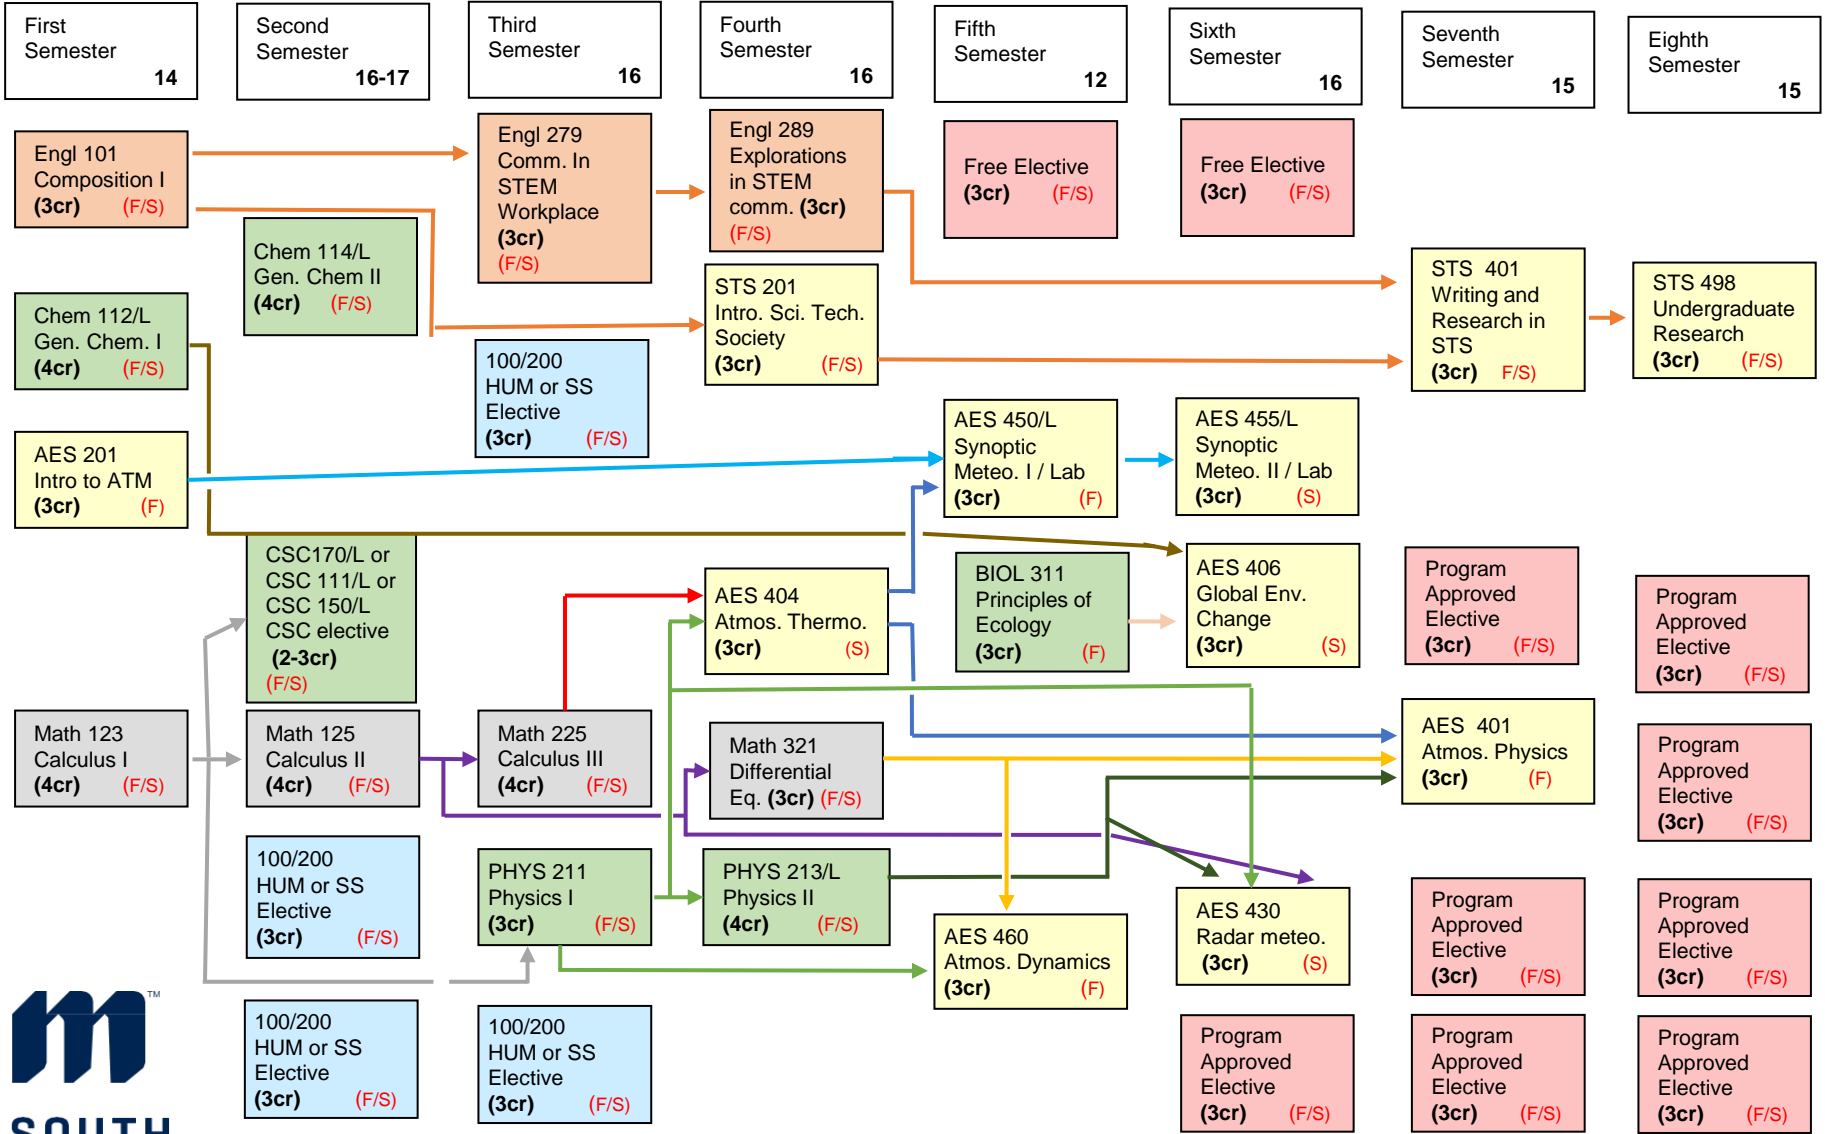 First
Semester
14
Second
Semester
16-17
Third
Semester
16
Fourth
Semester
16
Fifth
Semester
12
Sixth
Semester
16
Seventh
Semester
15
Eighth
Semester
15
Engl 101
Composition I
(3cr) (F/S)
Chem 112/L
Gen. Chem. I
(4cr) (F/S)
AES 201
Intro to ATM
(3cr) (F)
Math 123
Calculus I
(4cr) (F/S)
Chem 114/L
Gen. Chem II
(4cr) (F/S)
CSC170/L or
CSC 111/L or
CSC 150/L
CSC elective
(2-3cr)
(F/S)
Math 125
Calculus II
(4cr) (F/S)
100/200
HUM or SS
Elective
(3cr) (F/S)
100/200
HUM or SS
Elective
(3cr) (F/S)
Engl 279
Comm. In
STEM
Workplace
(3cr)
(F/S)
100/200
HUM or SS
Elective
(3cr) (F/S)
Math 225
Calculus III
(4cr) (F/S)
PHYS 211
Physics I
(3cr) (F/S)
100/200
HUM or SS
Elective
(3cr) (F/S)
Engl 289
Explorations
in STEM
comm. (3cr)
(F/S)
STS 201
Intro. Sci. Tech.
Society
(3cr) (F/S)
AES 404
Atmos. Thermo.
(3cr) (S)
Math 321
Differential
Eq. (3cr) (F/S)
PHYS 213/L
Physics II
(4cr) (F/S)
Free Elective
(3cr) (F/S)
AES 450/L
Synoptic
Meteo. I / Lab
(3cr) (F)
BIOL 311
Principles of
Ecology
(3cr) (F)
AES 460
Atmos. Dynamics
(3cr) (F)
Free Elective
(3cr) (F/S)
AES 455/L
Synoptic
Meteo. II / Lab
(3cr) (S)
AES 406
Global Env.
Change
(3cr) (S)
AES 430
Radar meteo.
(3cr) (S)
Program
Approved
Elective
(3cr) (F/S)
STS 401
Writing and
Research in
STS
(3cr) F/S)
Program
Approved
Elective
(3cr) (F/S)
AES 401
Atmos. Physics
(3cr) (F)
Program
Approved
Elective
(3cr) (F/S)
Program
Approved
Elective
(3cr) (F/S)
STS 498
Undergraduate
Research
(3cr) (F/S)
Program
Approved
Elective
(3cr) (F/S)
Program
Approved
Elective
(3cr) (F/S)
Program
Approved
Elective
(3cr) (F/S)
Program
Approved
Elective
(3cr) (F/S)
m TM
SOUTH